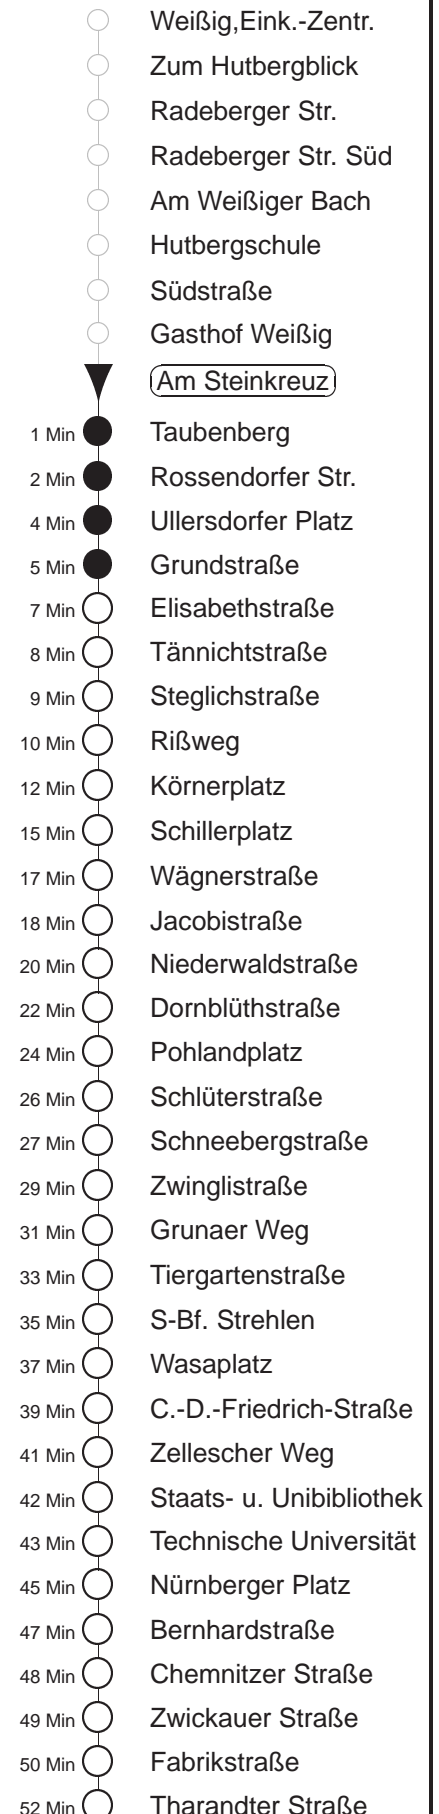 Weißig,Eink.-Zentr.
Zum Hutbergblick
Radeberger Str.
Radeberger Str. Süd
Am Weißiger Bach
Hutbergschule
Südstraße
Gasthof Weißig
Am Steinkreuz
1 Min Taubenberg
2 Min Rossendorfer Str.
4 Min Ullersdorfer Platz
5 Min Grundstraße
7 Min Elisabethstraße
8 Min Tännichtstraße
9 Min Steglichstraße
10 Min Rißweg
12 Min Körnerplatz
15 Min Schillerplatz
17 Min Wägnerstraße
18 Min Jacobistraße
20 Min Niederwaldstraße
22 Min Dornblüthstraße
24 Min Pohlandplatz
26 Min Schlüterstraße
27 Min Schneebergstraße
29 Min Zwinglistraße
31 Min Grunaer Weg
33 Min Tiergartenstraße
35 Min S-Bf. Strehlen
37 Min Wasaplatz
39 Min C.-D.-Friedrich-Straße
41 Min Zellescher Weg
42 Min Staats- u. Unibibliothek
43 Min Technische Universität
45 Min Nürnberger Platz
47 Min Bernhardstraße
48 Min Chemnitzer Straße
49 Min Zwickauer Straße
50 Min Fabrikstraße
52 Min Tharandter Straße